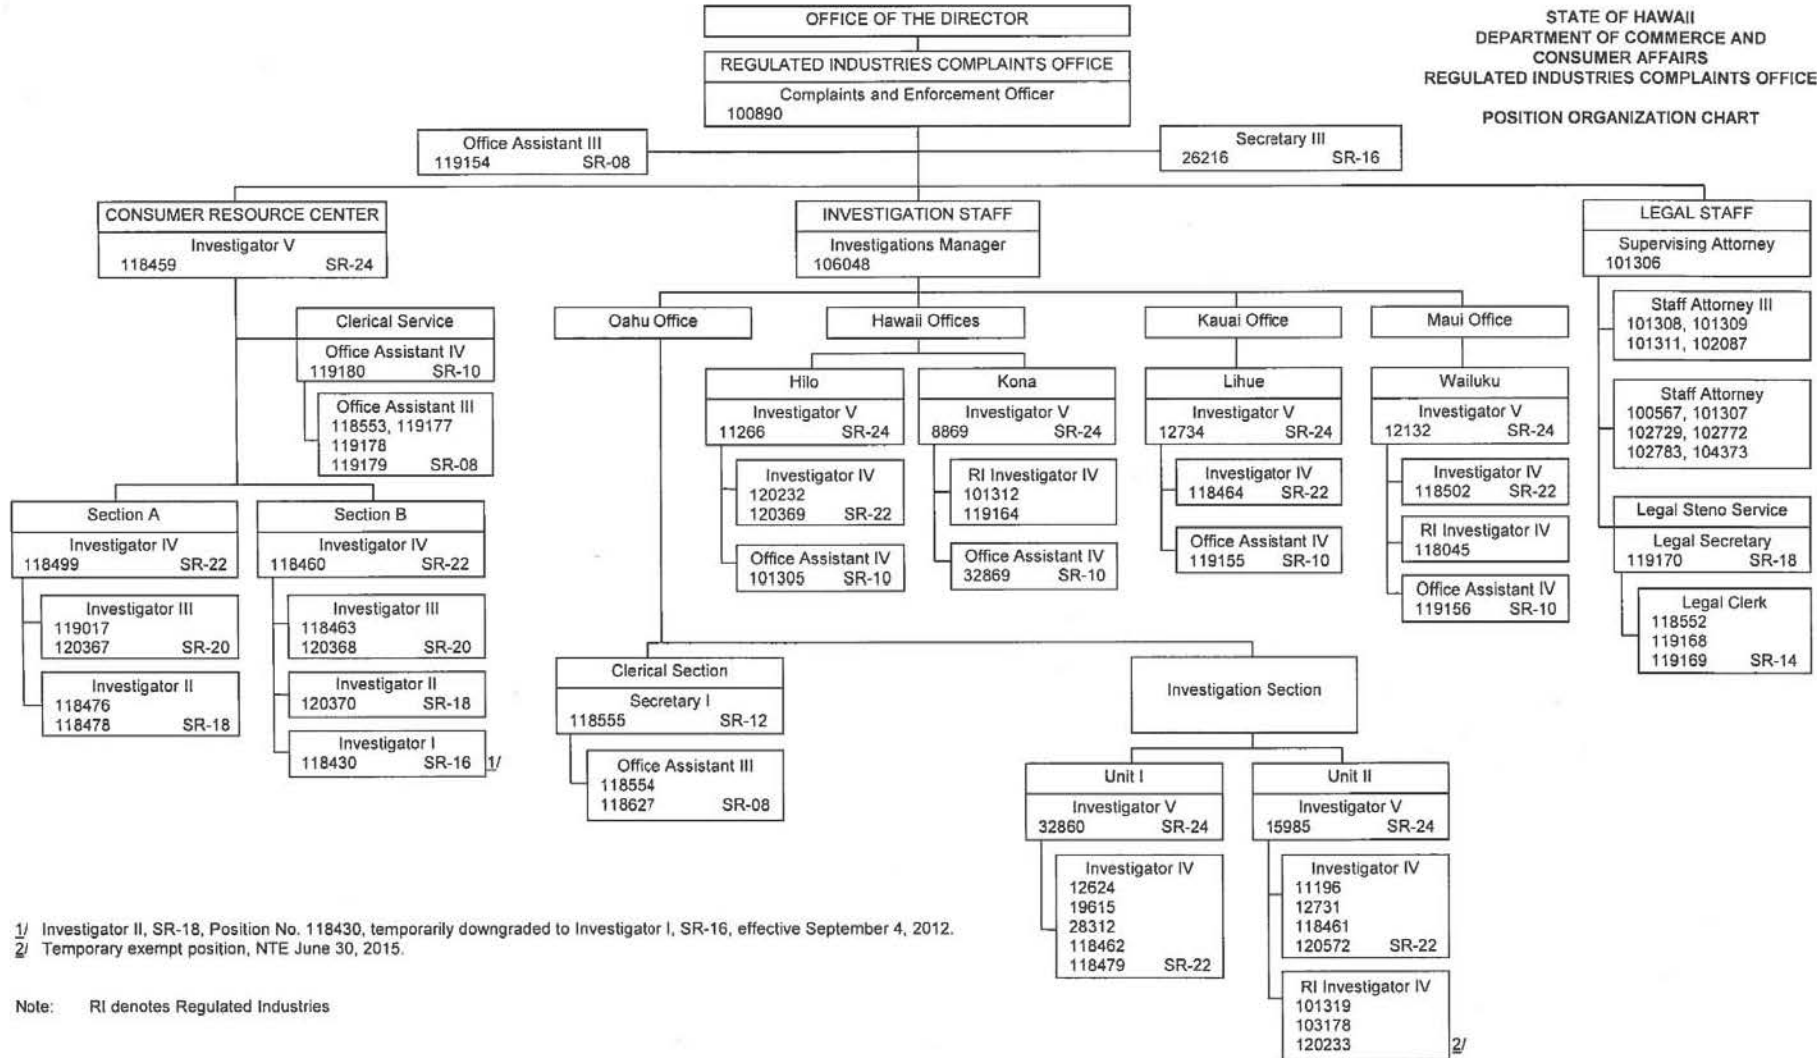 OFFICE OF THE DIRECTOR
REGULATED INDUSTRIES COMPLAINTS OFFICE
Complaints and Enforcement Officer
100890
STATE OF HAWAII
DEPARTMENT OF COMMERCE AND
CONSUMER AFFAIRS
REGULATED INDUSTRIES COMPLAINTS OFFICE
POSITION ORGANIZATION CHART
Office Assistant III
119154 SR-08
Secretary III
26216 SR-16
CONSUMER RESOURCE CENTER
Investigator V
118459 SR-24
Clerical Service
Office Assistant IV
119180 SR-10
Office Assistant III
118553, 119177
119178
119179 SR-08
Section A
Investigator IV
118499 SR-22
Investigator III
119017
120367 SR-20
Investigator II
118476
118478 SR-18
Section B
Investigator IV
118460 SR-22
Investigator III
118463
120368 SR-20
Investigator II
120370 SR-18
Investigator I
118430 SR-16 1/
INVESTIGATION STAFF
Investigations Manager
106048
Oahu Office
Hawaii Offices
Kauai Office
Maui Office
Hilo
Investigator V
11266 SR-24
Investigator IV
120232
120369 SR-22
Office Assistant IV
101305 SR-10
Kona
Investigator V
8869 SR-24
RI Investigator IV
101312
119164
Office Assistant IV
32869 SR-10
Lihue
Investigator V
12734 SR-24
Investigator IV
118464 SR-22
Office Assistant IV
119155 SR-10
Wailuku
Investigator V
12132 SR-24
Investigator IV
118502 SR-22
RI Investigator IV
118045
Office Assistant IV
119156 SR-10
Clerical Section
Secretary I
118555 SR-12
Office Assistant III
118554
118627 SR-08
Investigation Section
Unit I
Investigator V
32860 SR-24
Investigator IV
12624
19615
28312
118462
118479 SR-22
Unit II
Investigator V
15985 SR-24
Investigator IV
11196
12731
118461
120572 SR-22
RI Investigator IV
101319
103178
120233 2/
LEGAL STAFF
Supervising Attorney
101306
Staff Attorney III
101308, 101309
101311, 102087
Staff Attorney
100567, 101307
102729, 102772
102783, 104373
Legal Steno Service
Legal Secretary
119170 SR-18
Legal Clerk
118552
119168
119169 SR-14
1/ Investigator II, SR-18, Position No. 118430, temporarily downgraded to Investigator I, SR-16, effective September 4, 2012.
2/ Temporary exempt position, NTE June 30, 2015.
Note: RI denotes Regulated Industries